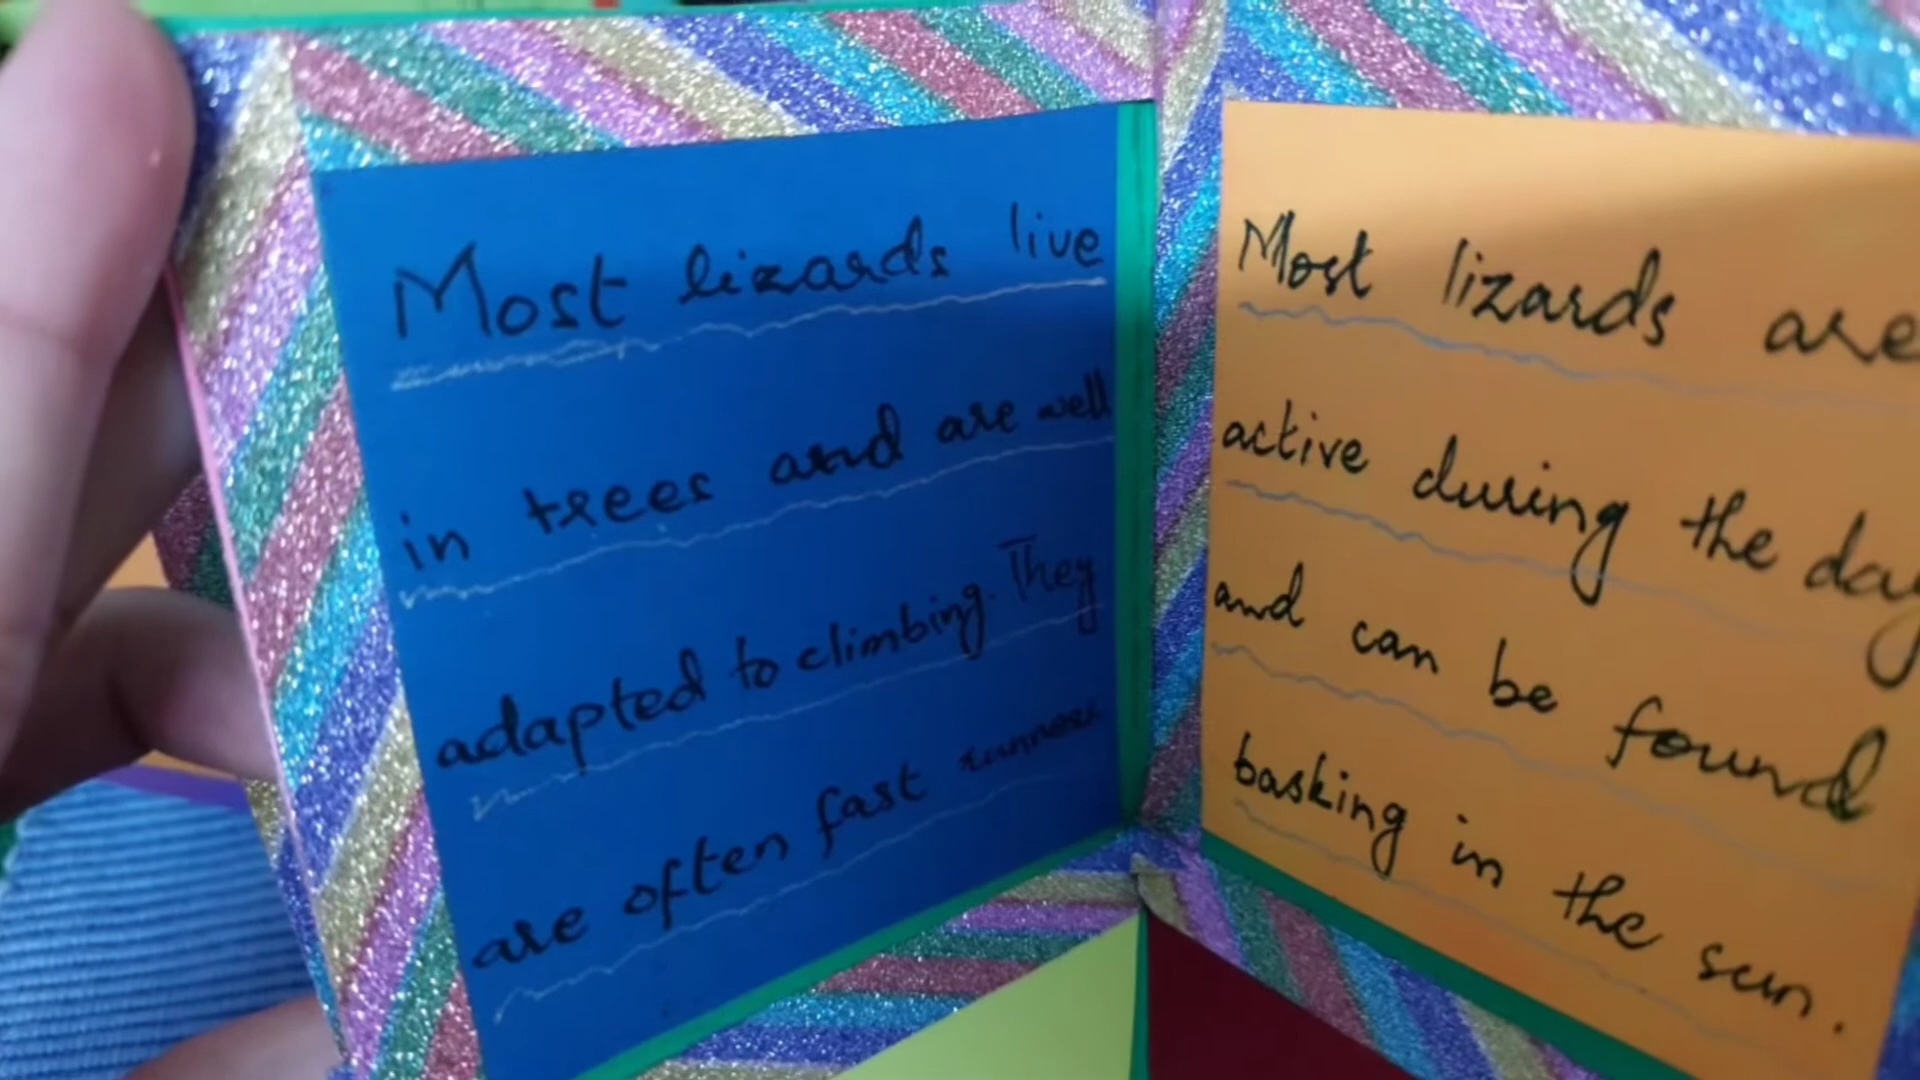 Most lizards live
in trees and are well
adapted to climbing. They
are often fast runners
Most lizards are
active during the day
and can be found
basking in the sun.